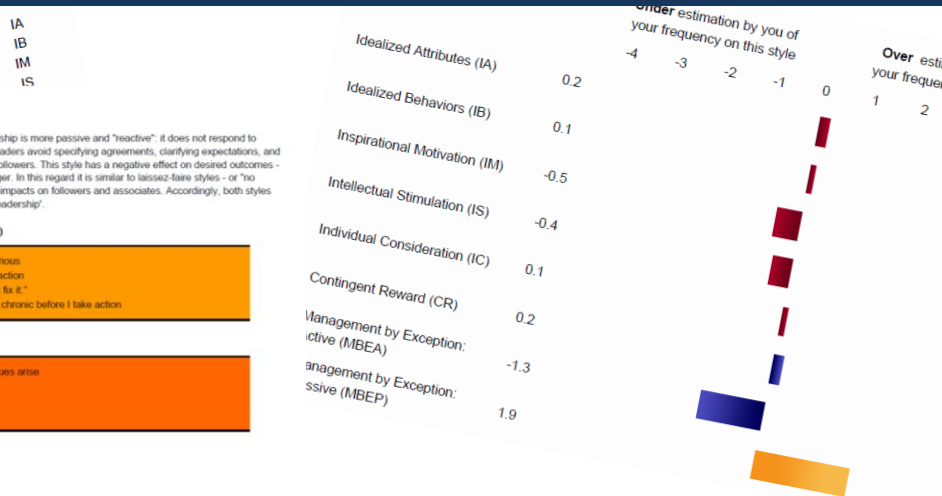 IA
IB
IM
IS
ship is more passive and "reactive": it does not respond to
aders avoid specifying agreements, clarifying expectations, and
ollowers. This style has a negative effect on desired outcomes -
ger. In this regard it is similar to laissez-faire styles - or "no
impacts on followers and associates. Accordingly, both styles
eadership'.
)
rious
action
fix it."
chronic before I take action
ues arise
Under estimation by you of
your frequency on this style
Over esti
your freque
-4 -3 -2 -1 0 1 2
Idealized Attributes (IA) 0.2
Idealized Behaviors (IB) 0.1
Inspirational Motivation (IM) -0.5
Intellectual Stimulation (IS) -0.4
Individual Consideration (IC) 0.1
Contingent Reward (CR) 0.2
Management by Exception:
ctive (MBEA) -1.3
anagement by Exception:
ssive (MBEP) 1.9